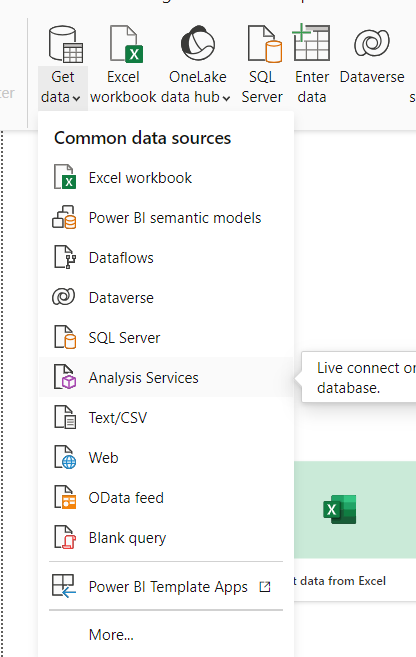 Get
data
Excel
workbook
OneLake
data hub
SQL
Server
Enter
data
Dataverse
Common data sources
Excel workbook
Power BI semantic models
Dataflows
Dataverse
SQL Server
Analysis Services
Live connect or
database.
Text/CSV
Web
OData feed
Blank query
t data from Excel
Power BI Template Apps
More...